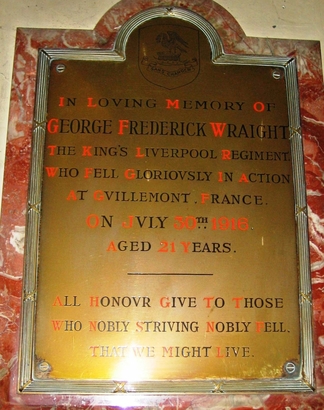 IN LOVING MEMORY OF
GEORGE FREDERICK WRAIGHT
THE KING'S LIVERPOOL REGIMENT
WHO FELL GLORIOVSLY IN ACTION
AT GVILLEMONT. FRANCE.
ON JVLY 30TH 1916
AGED 21 YEARS.
ALL HONOVR GIVE TO THOSE
WHO NOBLY STRIVING NOBLY FELL.
THAT WE MIGHT LIVE.